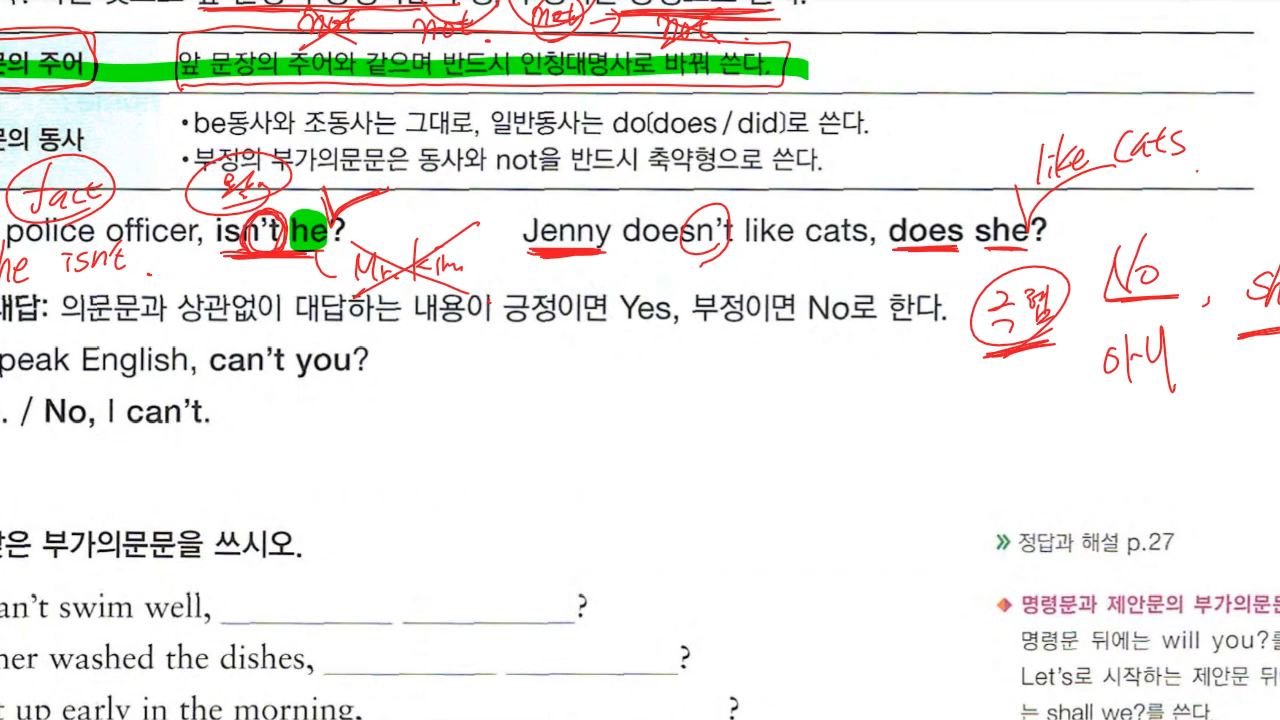 not not. not → not.
문의 주어 앞 문장의 주어와 같으며 반드시 인칭대명사로 바꿔 쓴다.
문의 동사
• be동사와 조동사는 그대로, 일반동사는 do(does / did)로 쓴다.
• 부정의 부가의문문은 동사와 not을 반드시 축약형으로 쓴다.
like cats.
fact
police officer, isn't he? Jenny doesn't like cats, does she?
he isn't. Mr. Kim
대답: 의문문과 상관없이 대답하는 내용이 긍정이면 Yes, 부정이면 No로 한다.
No, sh
아니
peak English, can't you?
. / No, I can't.
은 부가의문문을 쓰시오.
» 정답과 해설 p.27
an't swim well, ?
명령문과 제안문의 부가의문문
명령문 뒤에는 will you?를
her washed the dishes, ?
Let's로 시작하는 제안문 뒤
t up early in the morning, ?
는 shall we?를 쓴다